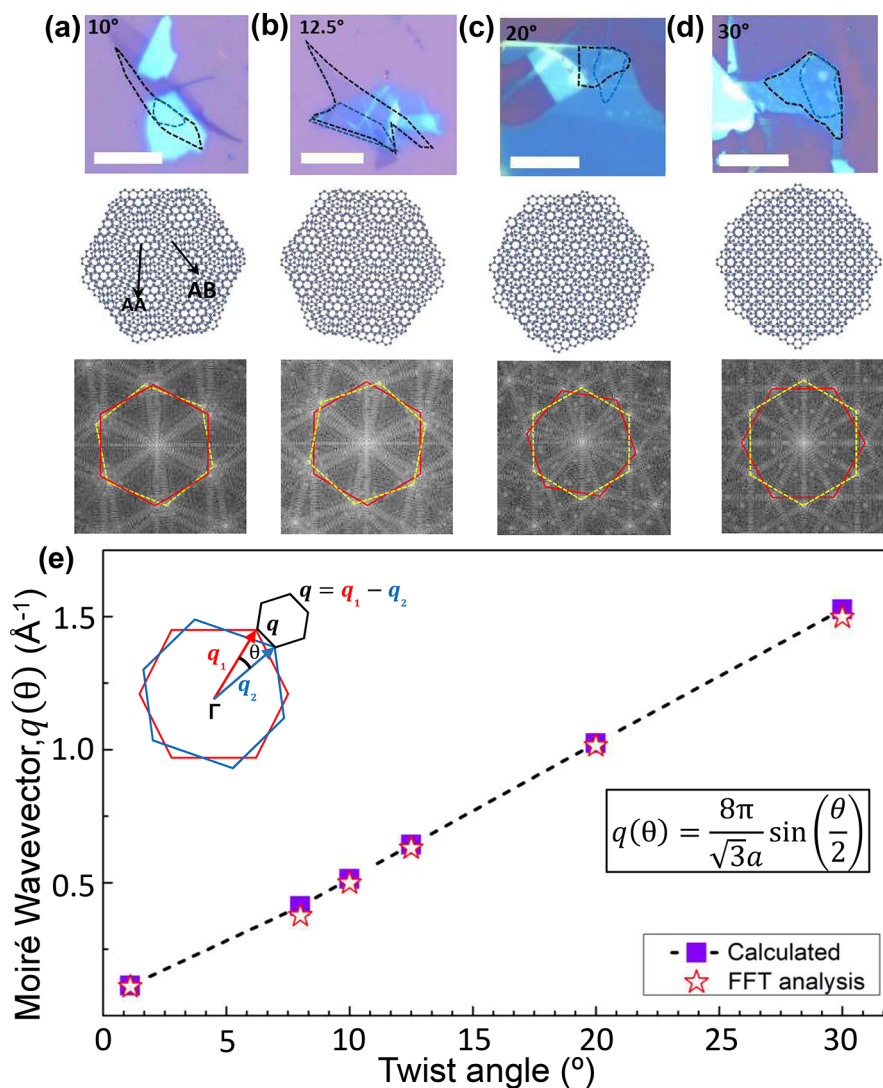 (a) 10° (b) 12.5° (c) 20° (d) 30°
AA AB
(e)
q = q₁ − q₂
q
θ
q₁
q₂
Γ
Moiré Wavevector, q(θ) (Å⁻¹)
1.5
1.0
0.5
q(θ) = 8π/√3a sin(θ/2)
Calculated
FFT analysis
0 5 10 15 20 25 30
Twist angle (º)